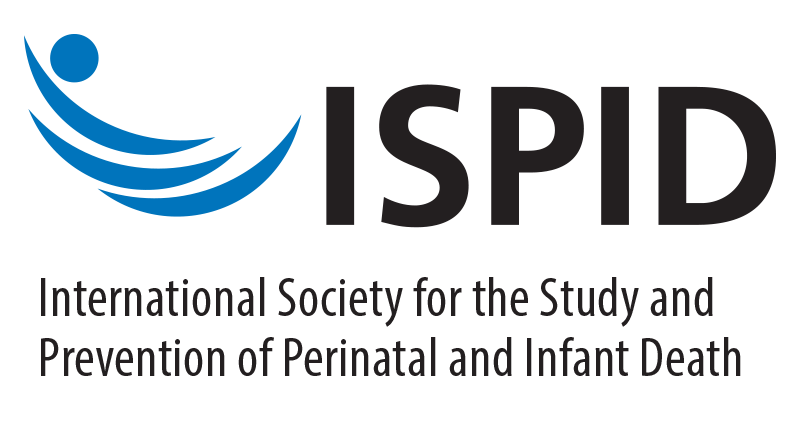 ISPID
International Society for the Study and
Prevention of Perinatal and Infant Death